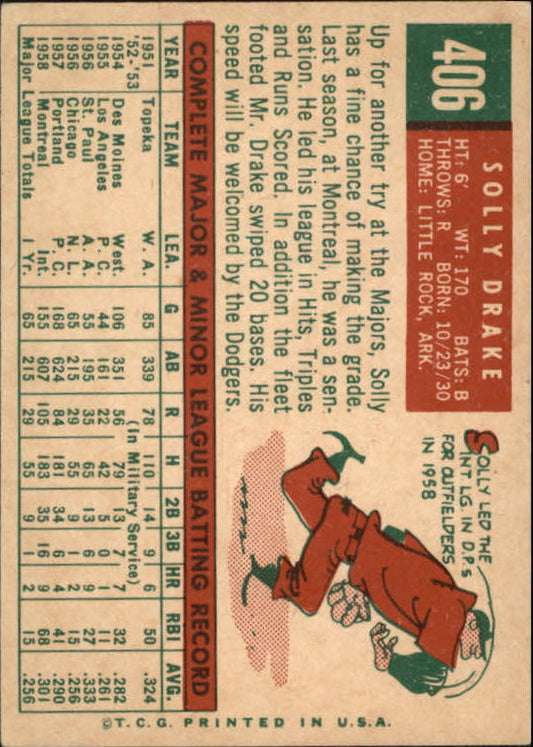 406
SOLLY DRAKE
HT: 6' WT: 170 BATS: B
THROWS: R BORN: 10/23/30
HOME: LITTLE ROCK, ARK.
Up for another try at the Majors, Solly
has a fine chance of making the grade.
Last season, at Montreal, he was a sen-
sation. He led his league in Hits, Triples
and Runs Scored. In addition the fleet
footed Mr. Drake swiped 20 bases. His
speed will be welcomed by the Dodgers.
SOLLY LED THE
INT. LG. IN D.P.s
FOR OUTFIELDERS
IN 1958
COMPLETE MAJOR & MINOR LEAGUE BATTING RECORD
YEAR TEAM LEA. G AB R H 2B 3B HR RBI AVG.
1951 Topeka W. A. 85 339 78 110 14 9 6 50 .324
'52-'53 (In Military Service)
1954 Des Moines West. 106 351 56 79 13 7 7 32 .282
1955 Los Angeles P. C. 44 161 22 42 5 0 1 11 .261
1956 St. Paul A. A. 55 195 35 65 13 6 9 27 .333
1956 Chicago N. L. 65 215 29 55 9 1 2 15 .256
1957 Portland P. C. 168 624 84 181 34 6 4 41 .290
1958 Montreal Int. 165 607 105 183 35 16 9 68 .301
Major League Totals 1 Yr. 65 215 29 55 9 1 2 15 .256
©T.C.G. PRINTED IN U.S.A.